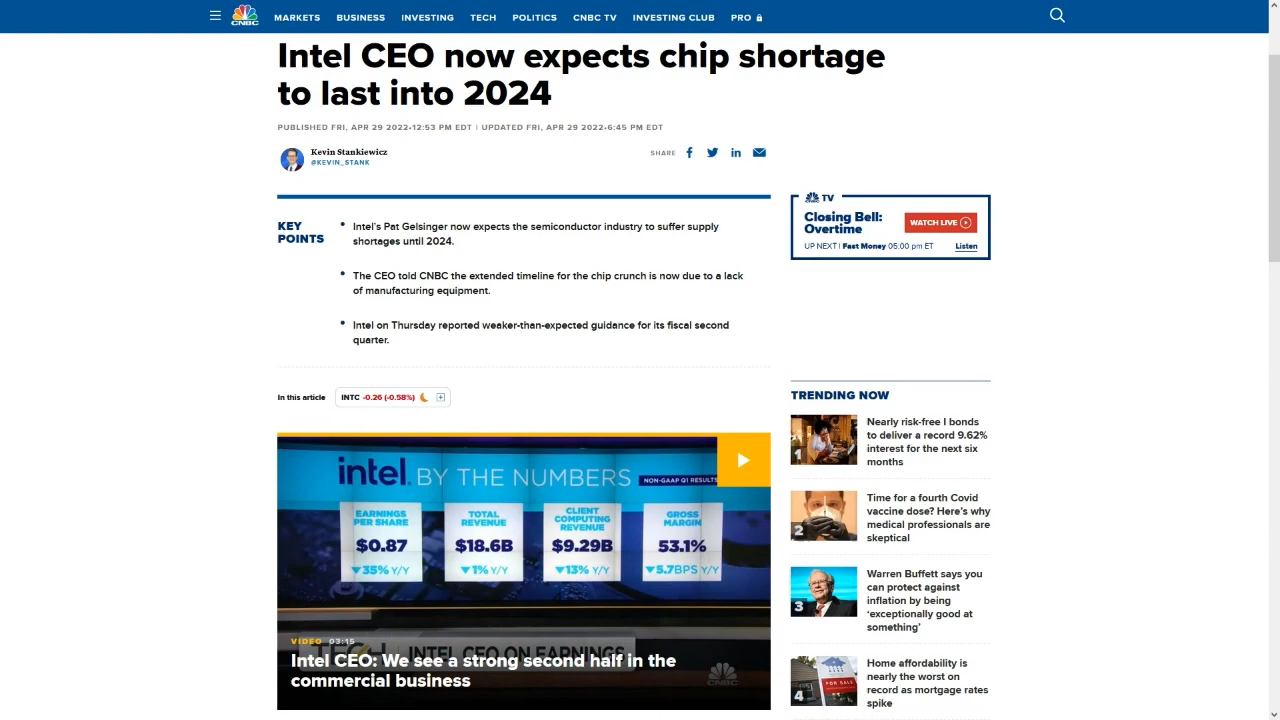 CNBC MARKETS BUSINESS INVESTING TECH POLITICS CNBC TV INVESTING CLUB PRO
Intel CEO now expects chip shortage
to last into 2024
PUBLISHED FRI, APR 29 2022•12:53 PM EDT | UPDATED FRI, APR 29 2022•6:45 PM EDT
Kevin Stankiewicz
@KEVIN_STANK
SHARE
KEY
POINTS
Intel's Pat Gelsinger now expects the semiconductor industry to suffer supply
shortages until 2024.
The CEO told CNBC the extended timeline for the chip crunch is now due to a lack
of manufacturing equipment.
Intel on Thursday reported weaker-than-expected guidance for its fiscal second
quarter.
In this article
INTC -0.26 (-0.58%)
intel. BY THE NUMBERS
NON-GAAP Q1 RESULTS
EARNINGS
PER SHARE
$0.87
▼35% Y/Y
TOTAL
REVENUE
$18.6B
▼1% Y/Y
CLIENT
COMPUTING
REVENUE
$9.29B
▼13% Y/Y
GROSS
MARGIN
53.1%
▼5.7BPS Y/Y
VIDEO 03:15
TECH
INTEL CEO ON EARNINGS
Intel CEO: We see a strong second half in the
commercial business
CNBC
TV
Closing Bell:
Overtime
WATCH LIVE
UP NEXT | Fast Money 05:00 pm ET
Listen
TRENDING NOW
1
Nearly risk-free I bonds
to deliver a record 9.62%
interest for the next six
months
2
Time for a fourth Covid
vaccine dose? Here's why
medical professionals are
skeptical
3
Warren Buffett says you
can protect against
inflation by being
‘exceptionally good at
something’
4
FOR SALE
Home affordability is
nearly the worst on
record as mortgage rates
spike